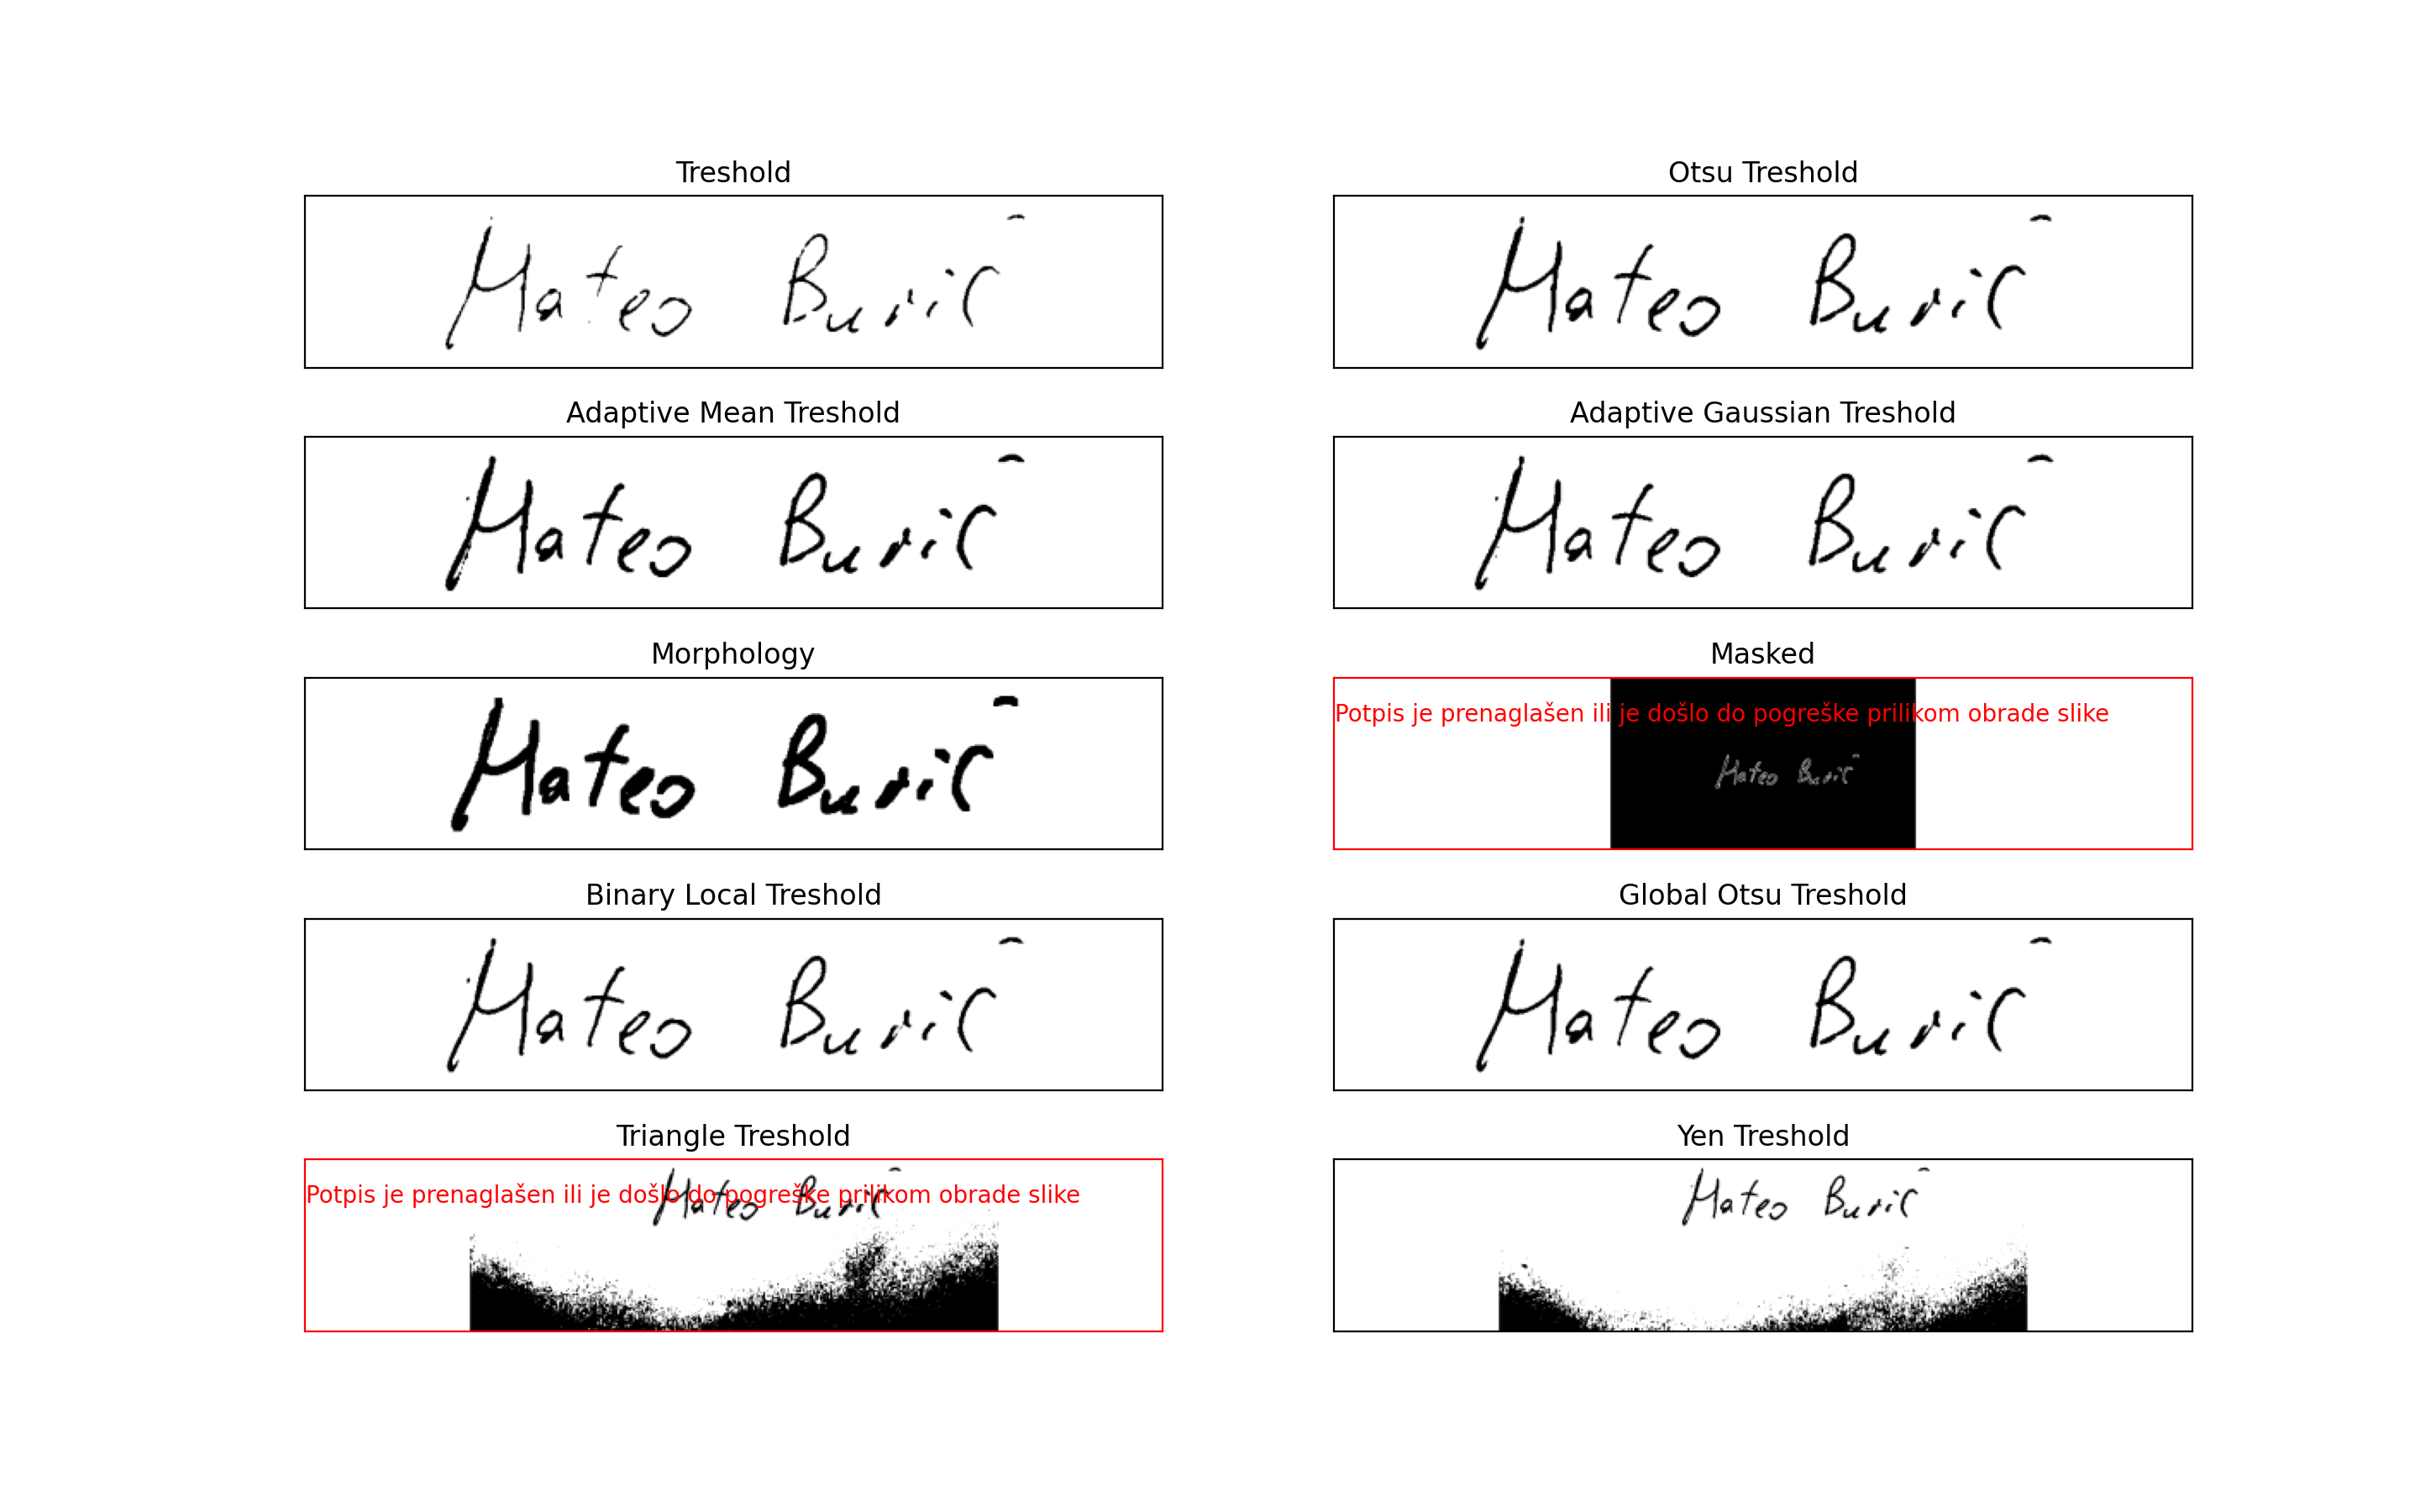 Treshold
Mateo Burić
Otsu Treshold
Mateo Burić
Adaptive Mean Treshold
Mateo Burić
Adaptive Gaussian Treshold
Mateo Burić
Morphology
Mateo Burić
Masked
Potpis je prenaglašen ili je došlo do pogreške prilikom obrade slike
Mateo Burić
Binary Local Treshold
Mateo Burić
Global Otsu Treshold
Mateo Burić
Triangle Treshold
Mateo Burić
Potpis je prenaglašen ili je došlo do pogreške prilikom obrade slike
Yen Treshold
Mateo Burić